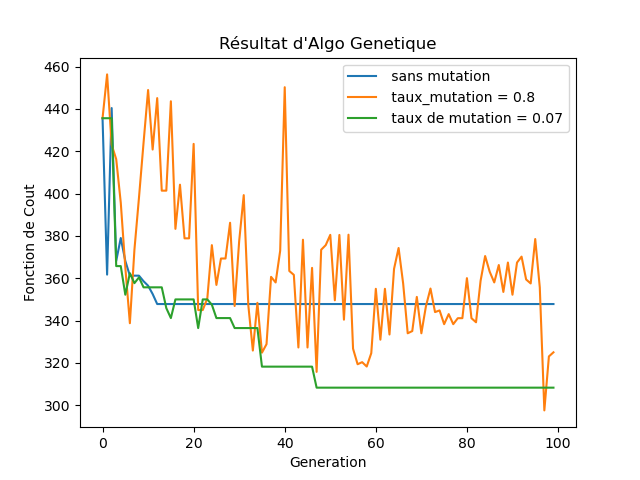 Résultat d'Algo Genetique
sans mutation
taux_mutation = 0.8
taux de mutation = 0.07
Fonction de Cout
460
440
420
400
380
360
340
320
300
0 20 40 60 80 100
Generation